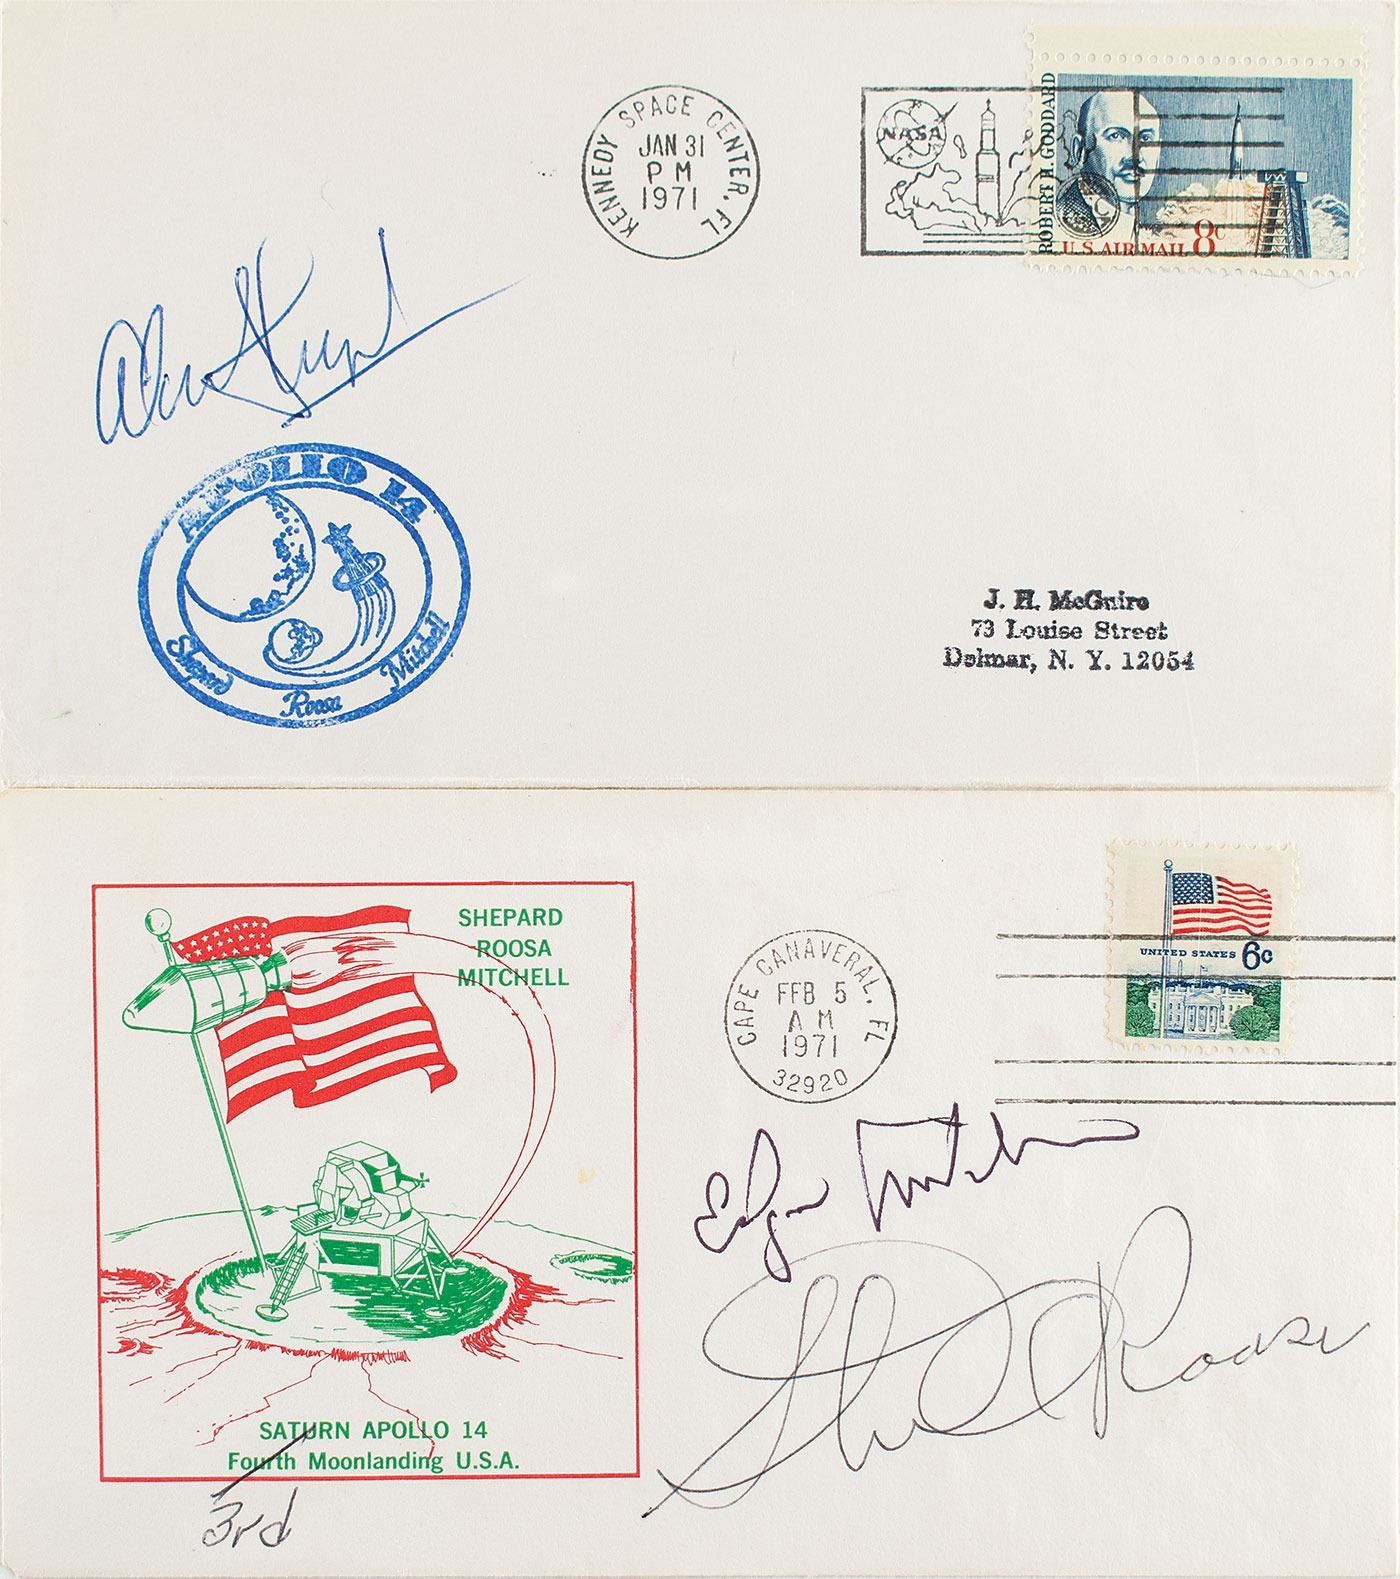 KENNEDY SPACE CENTER, FL
JAN 31
PM
1971
NASA
ROBERT H. GODDARD
U.S. AIR MAIL 8c
Alan Shepard
APOLLO 14
Shepard Roosa Mitchell
J. H. McGuire
73 Louise Street
Delmar, N. Y. 12054
SHEPARD
ROOSA
MITCHELL
CAPE CANAVERAL, FL
FFB 5
AM
1971
32920
UNITED STATES 6c
Edgar Mitchell
Stuart Roosa
SATURN APOLLO 14
Fourth Moonlanding U.S.A.
3rd